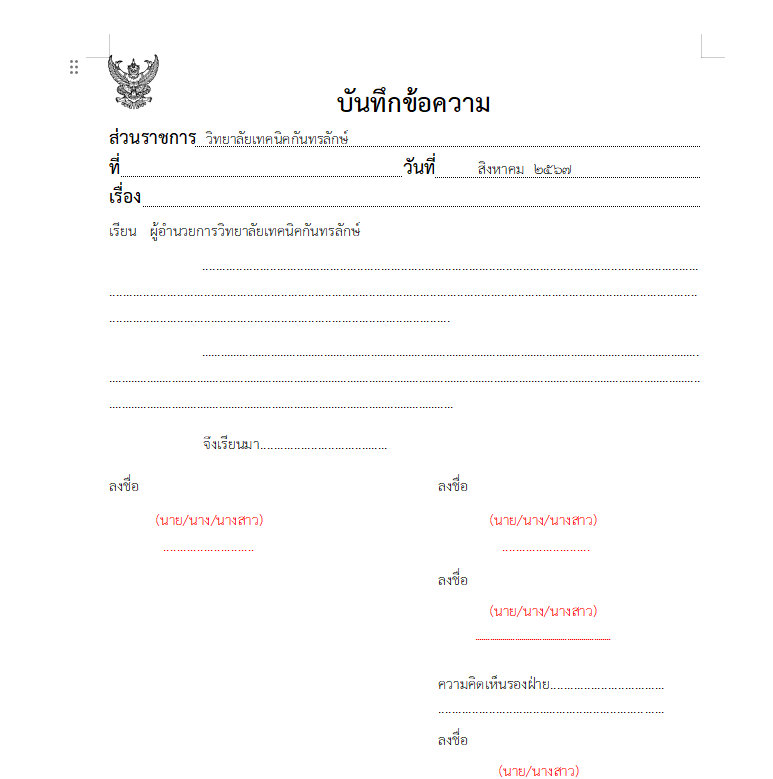 บันทึกข้อความ
ส่วนราชการ วิทยาลัยเทคนิคกันทรลักษ์
ที่ วันที่ สิงหาคม ๒๕๖๗
เรื่อง
เรียน ผู้อำนวยการวิทยาลัยเทคนิคกันทรลักษ์
จึงเรียนมา......................................
ลงชื่อ ลงชื่อ
(นาย/นาง/นางสาว) (นาย/นาง/นางสาว)
........................... ..........................
ลงชื่อ
(นาย/นาง/นางสาว)
ความคิดเห็นรองฝ่าย..................................
ลงชื่อ
(นาย/นางสาว)